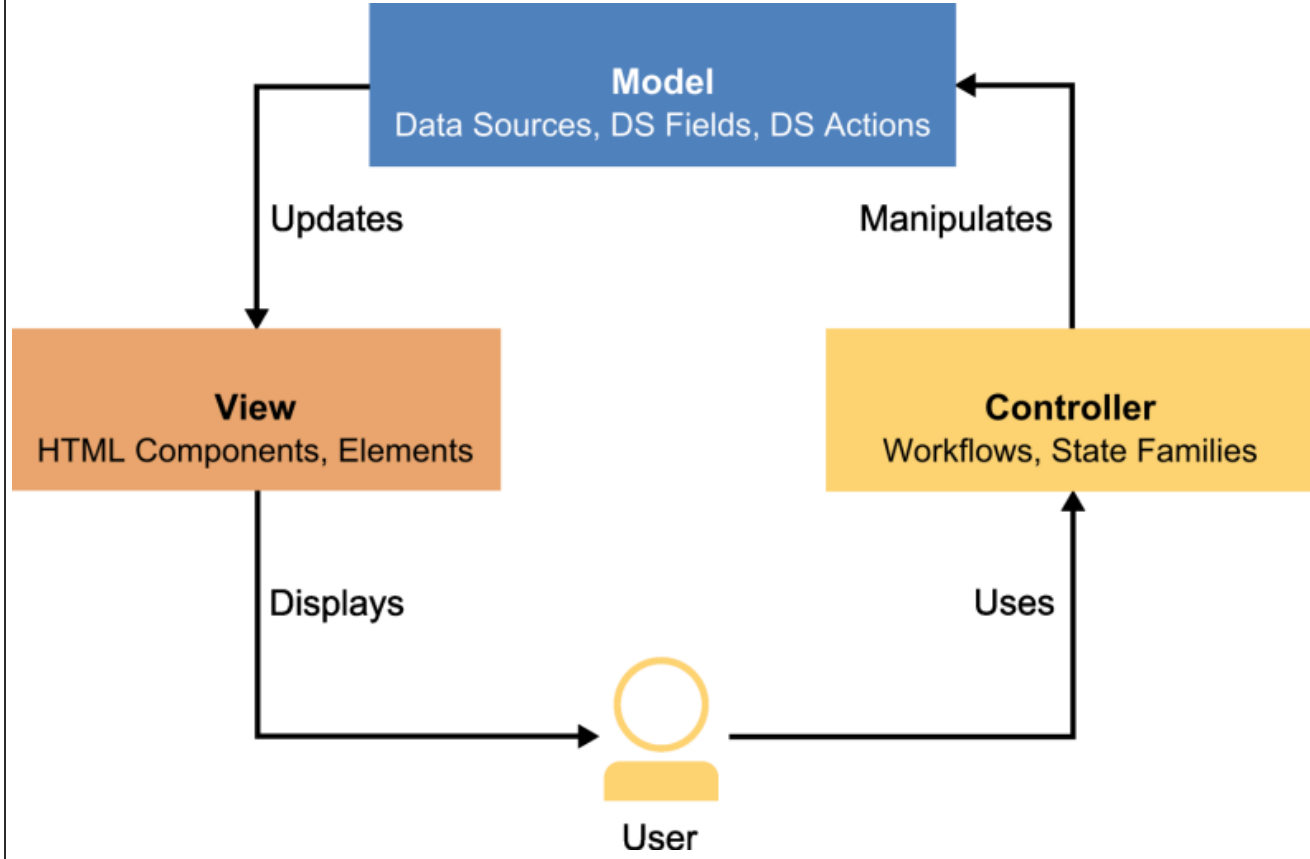 Model
Data Sources, DS Fields, DS Actions
Updates
Manipulates
View
HTML Components, Elements
Controller
Workflows, State Families
Displays
Uses
User